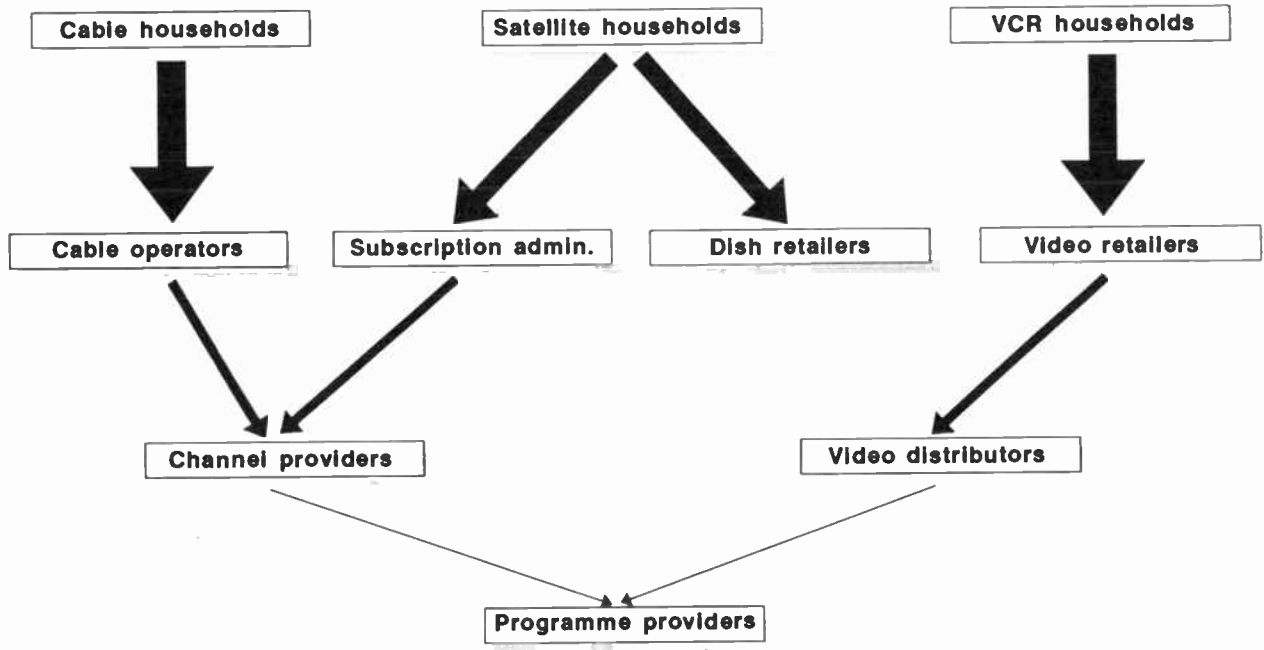 Cable households
Satellite households
VCR households
Cable operators
Subscription admin.
Dish retailers
Video retailers
Channel providers
Video distributors
Programme providers